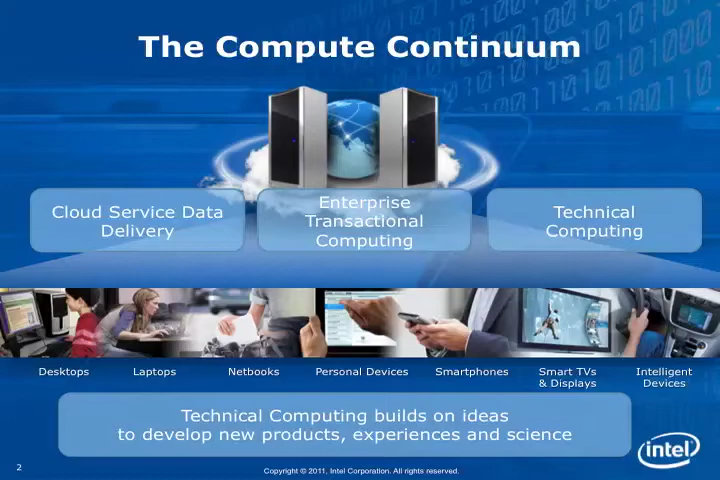 The Compute Continuum
Cloud Service Data
Delivery
Enterprise
Transactional
Computing
Technical
Computing
Desktops
Laptops
Netbooks
Personal Devices
Smartphones
Smart TVs
& Displays
Intelligent
Devices
Technical Computing builds on ideas
to develop new products, experiences and science
2
Copyright © 2011, Intel Corporation. All rights reserved.
intel